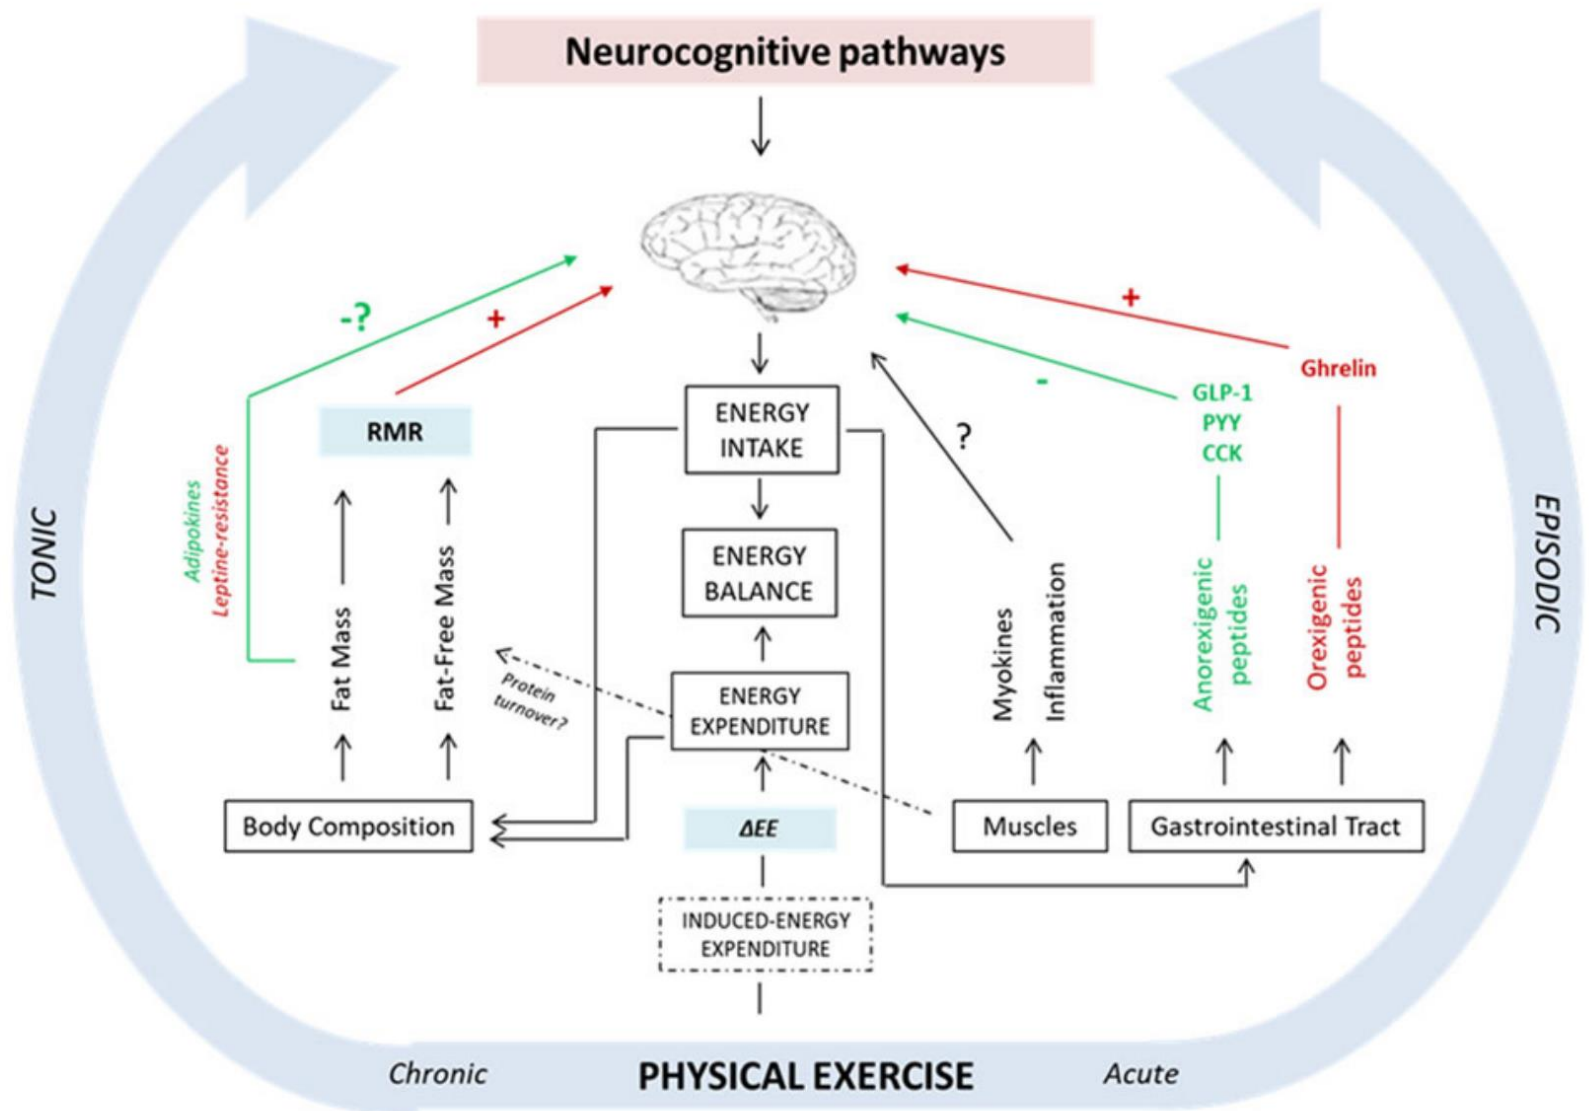 Neurocognitive pathways
-?
+
+
-
Ghrelin
GLP-1
PYY
CCK
RMR
ENERGY
INTAKE
?
Adipokines
Leptine-resistance
TONIC
EPISODIC
ENERGY
BALANCE
Fat Mass
Fat-Free Mass
Protein
turnover?
ENERGY
EXPENDITURE
Myokines
Inflammation
Anorexigenic
peptides
Orexigenic
peptides
Body Composition
ΔEE
Muscles
Gastrointestinal Tract
INDUCED-ENERGY
EXPENDITURE
Chronic
PHYSICAL EXERCISE
Acute